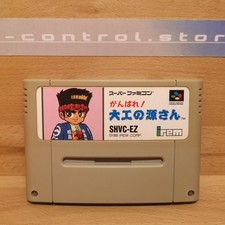 -control.stor
スーパーファミコン
がんばれ!
大工の源さん
SHVC-EZ
©1993 IREM CORP.
irem